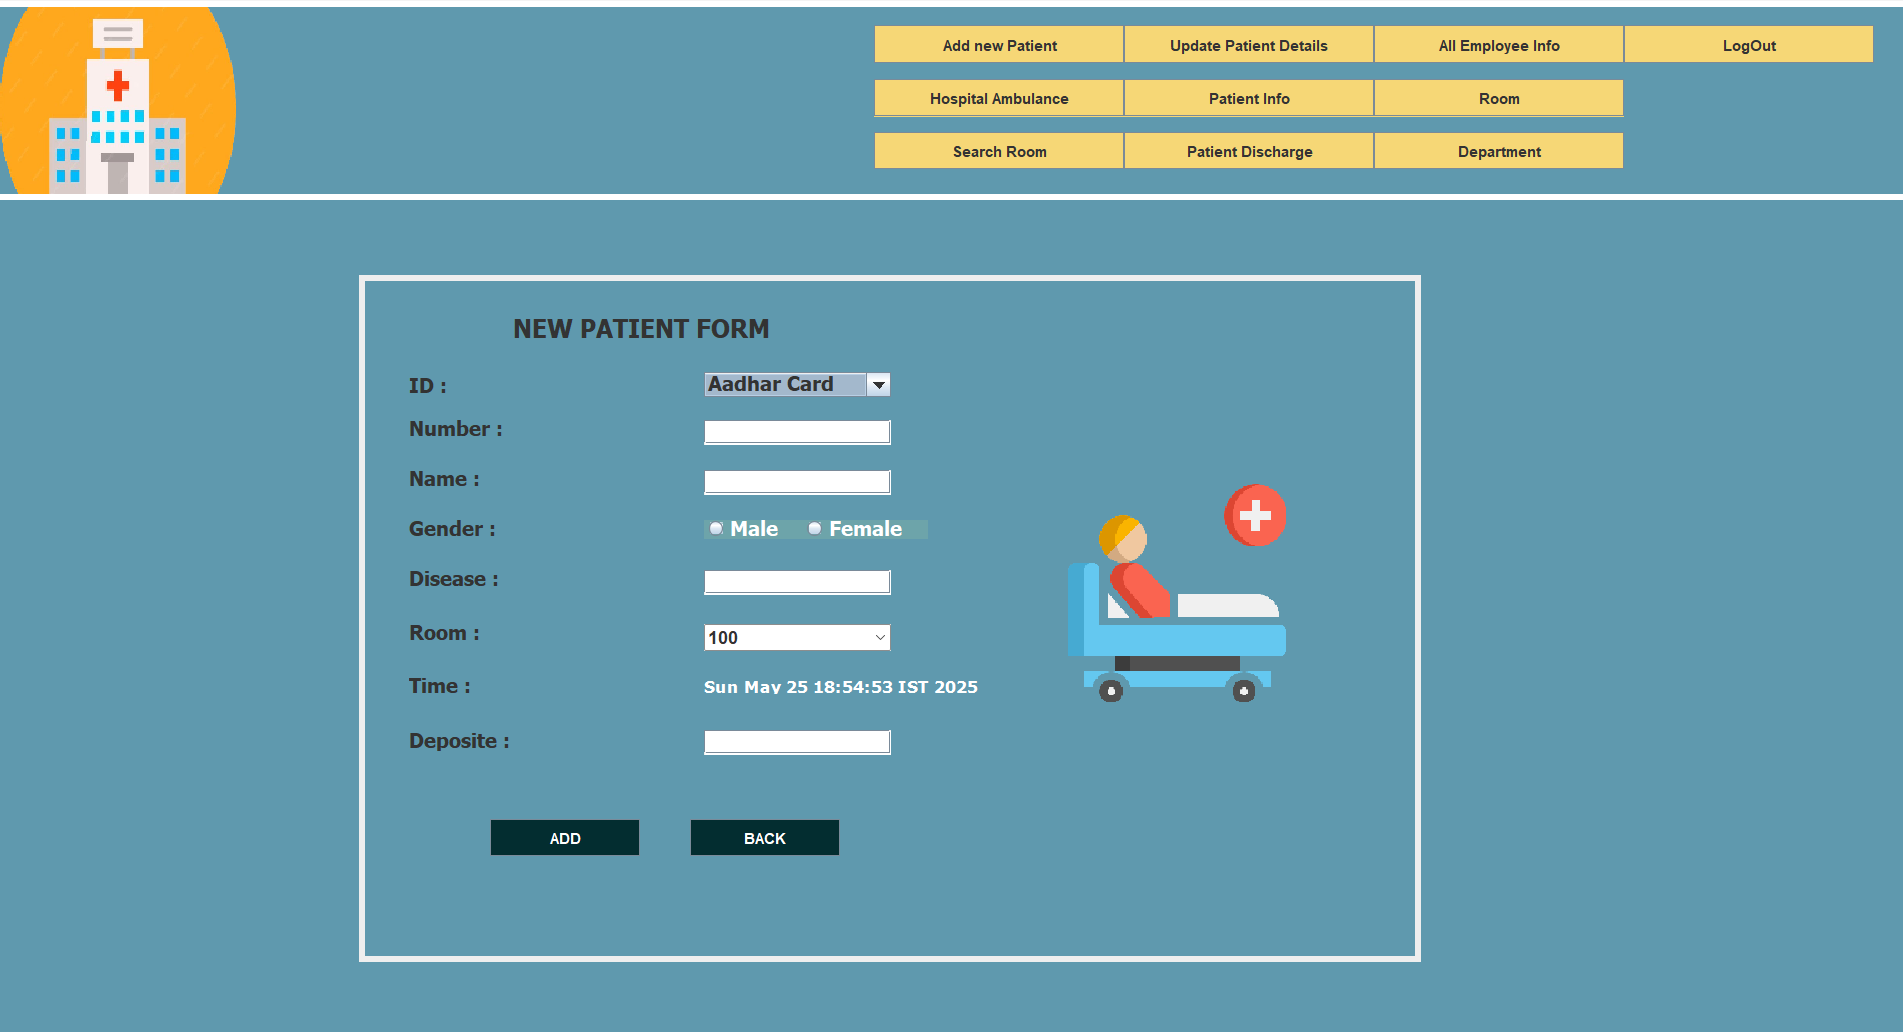 Add new Patient Update Patient Details All Employee Info LogOut
Hospital Ambulance Patient Info Room
Search Room Patient Discharge Department
NEW PATIENT FORM
ID : Aadhar Card
Number :
Name :
Gender : Male Female
Disease :
Room : 100
Time : Sun May 25 18:54:53 IST 2025
Deposite :
ADD BACK